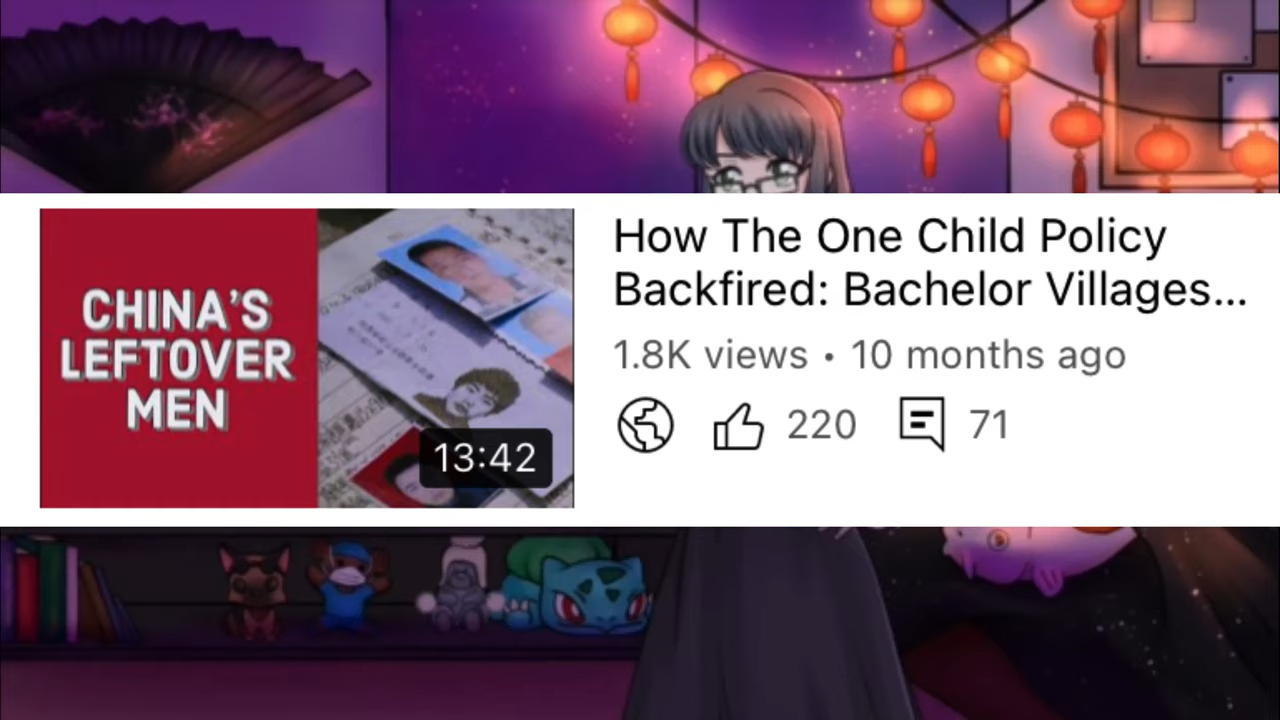 CHINA'S
LEFTOVER
MEN
13:42
How The One Child Policy
Backfired: Bachelor Villages...
1.8K views • 10 months ago
220 71